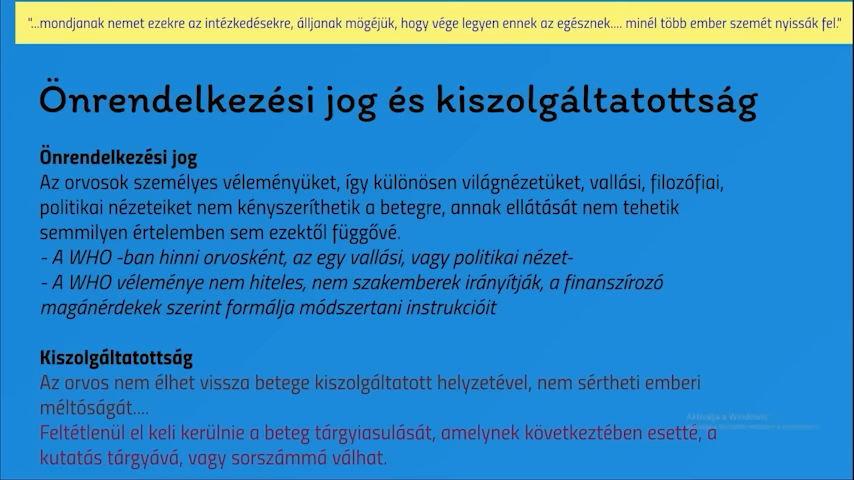 "...mondjanak nemet ezekre az intézkedésekre, álljanak mögéjük, hogy vége legyen ennek az egésznek.... minél több ember szemét nyissák fel."
Önrendelkezési jog és kiszolgáltatottság
Önrendelkezési jog
Az orvosok személyes véleményüket, így különösen világnézetüket, vallási, filozófiai,
politikai nézeteiket nem kényszeríthetik a betegre, annak ellátását nem tehetik
semmilyen értelemben sem ezektől függővé.
- A WHO -ban hinni orvosként, az egy vallási, vagy politikai nézet-
- A WHO véleménye nem hiteles, nem szakemberek irányítják, a finanszírozó
magánérdekek szerint formálja módszertani instrukcióit
Kiszolgáltatottság
Az orvos nem élhet vissza betege kiszolgáltatott helyzetével, nem sértheti emberi
méltóságát....
Feltétlenül el keli kerülnie a beteg tárgyiasulását, amelynek következtében esetté, a
kutatás tárgyává, vagy sorszámmá válhat.
Aktiválja a Windows